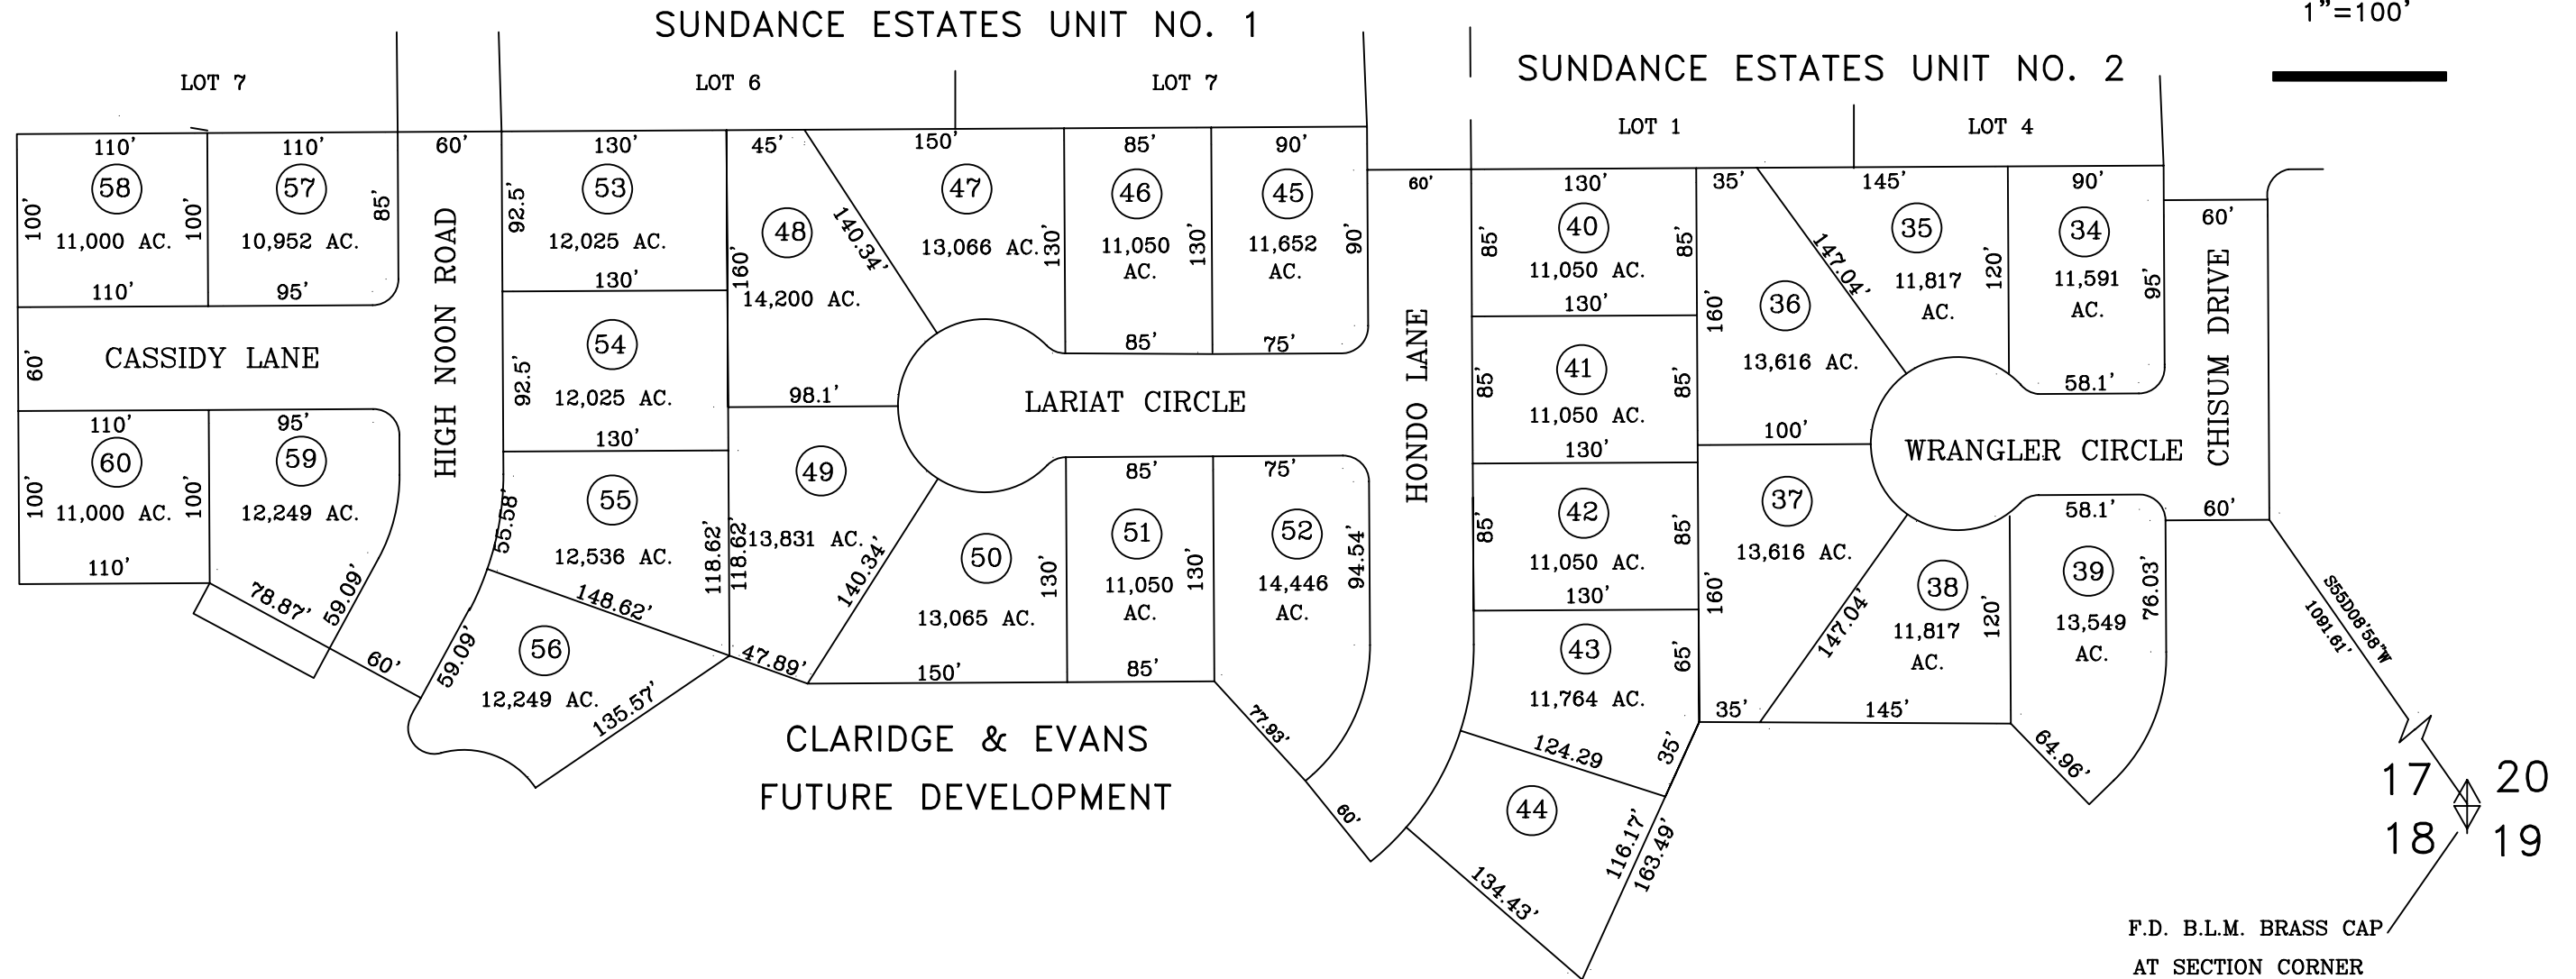 SUNDANCE ESTATES UNIT NO. 1
1"=100'
SUNDANCE ESTATES UNIT NO. 2
LOT 7
LOT 6
LOT 7
LOT 1
LOT 4
110'
58
100'
11,000 AC.
100'
110'
110'
57
85'
10,952 AC.
95'
60'
CASSIDY LANE
110'
60
100'
11,000 AC.
100'
110'
95'
59
12,249 AC.
78.87'
59.09'
60'
HIGH NOON ROAD
60'
130'
92.5'
53
12,025 AC.
130'
54
92.5'
12,025 AC.
130'
55
55.58'
12,536 AC.
118.62'
148.62'
56
59.09'
12,249 AC.
135.57'
45'
48
160'
14,200 AC.
140.34'
98.1'
49
118.62'
13,831 AC.
140.34'
47.89'
150'
47
13,066 AC.
130'
85'
46
11,050
AC.
130'
85'
90'
45
11,652
AC.
90'
75'
LARIAT CIRCLE
50
13,065 AC.
130'
150'
85'
51
11,050
AC.
130'
85'
75'
52
14,446
AC.
94.54'
77.93'
60'
CLARIDGE & EVANS
FUTURE DEVELOPMENT
60'
HONDO LANE
130'
40
85'
85'
11,050 AC.
130'
41
85'
85'
11,050 AC.
130'
42
85'
85'
11,050 AC.
130'
43
65'
11,764 AC.
35'
124.29
44
116.17'
163.49'
134.43'
35'
36
160'
13,616 AC.
147.04'
100'
37
13,616 AC.
160'
147.04'
35'
145'
35
11,817
AC.
120'
90'
34
11,591
AC.
95'
58.1'
WRANGLER CIRCLE
38
11,817
AC.
120'
145'
58.1'
39
13,549
AC.
76.03'
64.96'
60'
CHISUM DRIVE
60'
S55D08'58"W
1091.61'
17
20
18
19
F.D. B.L.M. BRASS CAP
AT SECTION CORNER